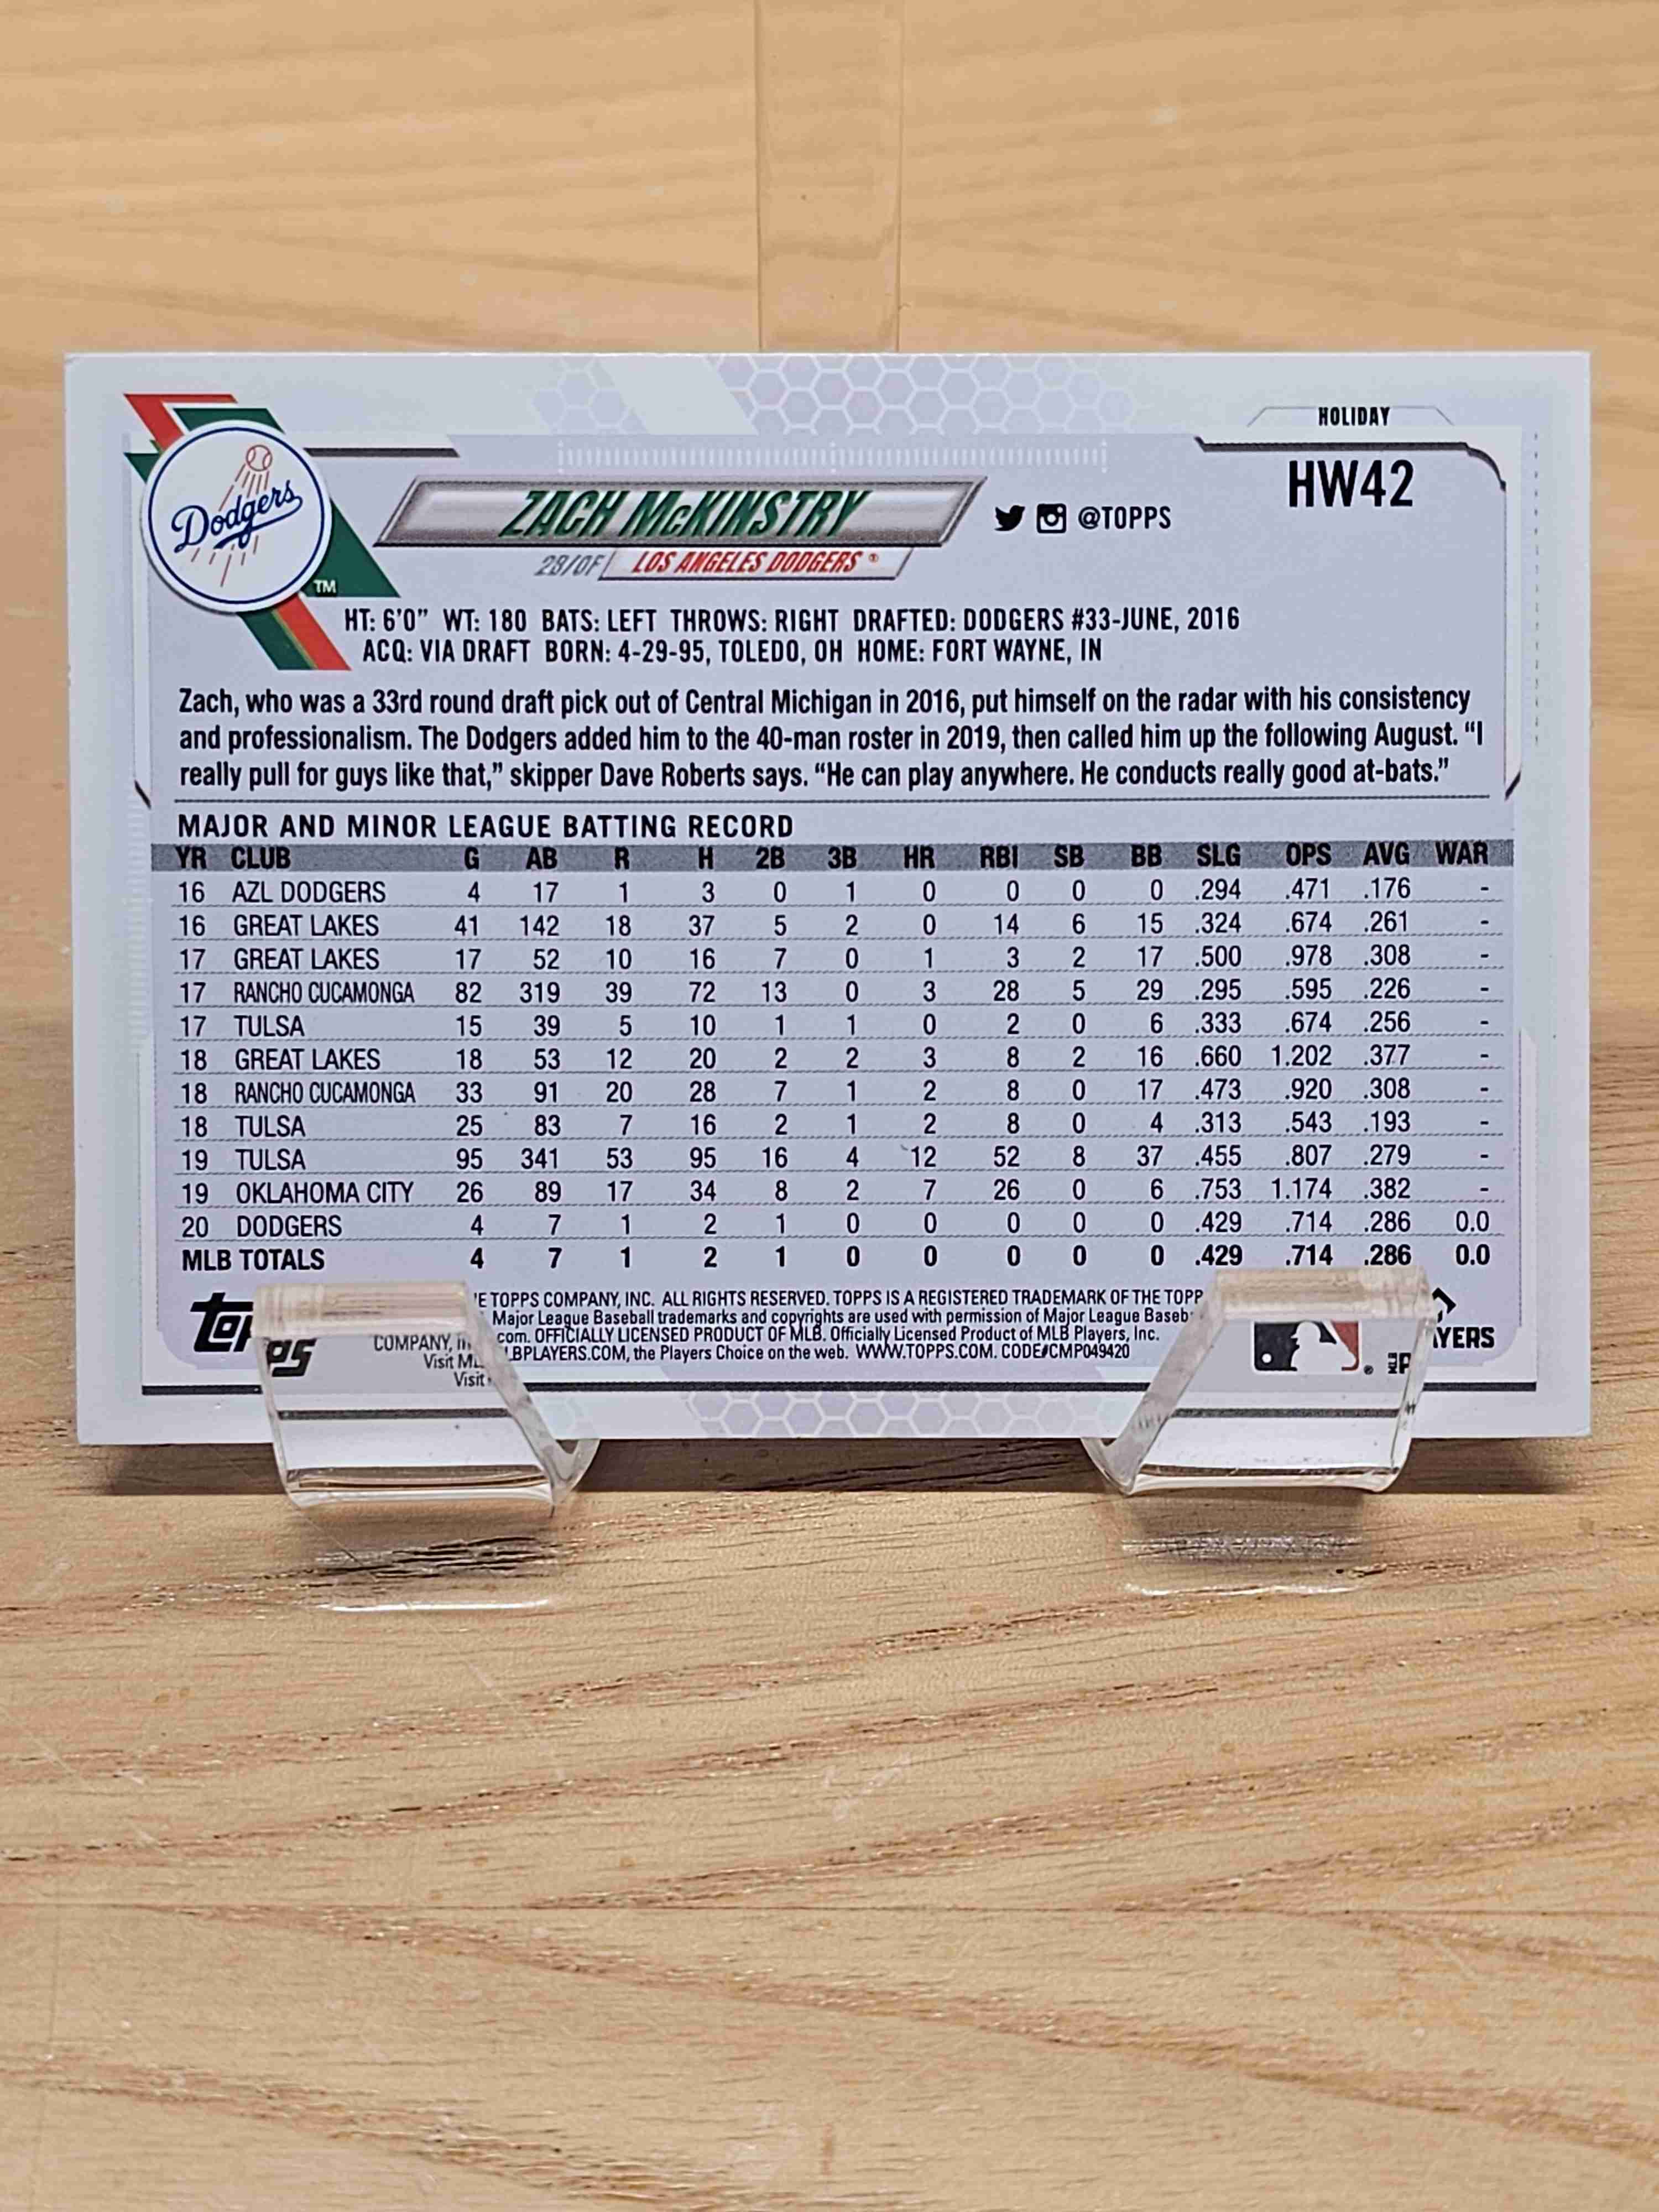 HOLIDAY
HW42
Dodgers
TM
ZACH McKINSTRY
@TOPPS
2B/OF LOS ANGELES DODGERS ®
HT: 6'0" WT: 180 BATS: LEFT THROWS: RIGHT DRAFTED: DODGERS #33-JUNE, 2016
ACQ: VIA DRAFT BORN: 4-29-95, TOLEDO, OH HOME: FORT WAYNE, IN
Zach, who was a 33rd round draft pick out of Central Michigan in 2016, put himself on the radar with his consistency
and professionalism. The Dodgers added him to the 40-man roster in 2019, then called him up the following August. “I
really pull for guys like that,” skipper Dave Roberts says. “He can play anywhere. He conducts really good at-bats.”
MAJOR AND MINOR LEAGUE BATTING RECORD
YR CLUB G AB R H 2B 3B HR RBI SB BB SLG OPS AVG WAR
16 AZL DODGERS 4 17 1 3 0 1 0 0 0 0 .294 .471 .176 -
16 GREAT LAKES 41 142 18 37 5 2 0 14 6 15 .324 .674 .261 -
17 GREAT LAKES 17 52 10 16 7 0 1 3 2 17 .500 .978 .308 -
17 RANCHO CUCAMONGA 82 319 39 72 13 0 3 28 5 29 .295 .595 .226 -
17 TULSA 15 39 5 10 1 1 0 2 0 6 .333 .674 .256 -
18 GREAT LAKES 18 53 12 20 2 2 3 8 2 16 .660 1.202 .377 -
18 RANCHO CUCAMONGA 33 91 20 28 7 1 2 8 0 17 .473 .920 .308 -
18 TULSA 25 83 7 16 2 1 2 8 0 4 .313 .543 .193 -
19 TULSA 95 341 53 95 16 4 12 52 8 37 .455 .807 .279 -
19 OKLAHOMA CITY 26 89 17 34 8 2 7 26 0 6 .753 1.174 .382 -
20 DODGERS 4 7 1 2 1 0 0 0 0 0 .429 .714 .286 0.0
MLB TOTALS 4 7 1 2 1 0 0 0 0 0 .429 .714 .286 0.0
topps
TOPPS COMPANY, INC. ALL RIGHTS RESERVED. TOPPS IS A REGISTERED TRADEMARK OF THE
COMPANY, Major League Baseball trademarks and copyrights are used with permission of Major League
Visit com. OFFICIALLY LICENSED PRODUCT OF MLB. Officially Licensed Product of MLB Players, Inc.
Visit LBPLAYERS.COM, the Players Choice on the web. WWW.TOPPS.COM. CODE#CMP049420